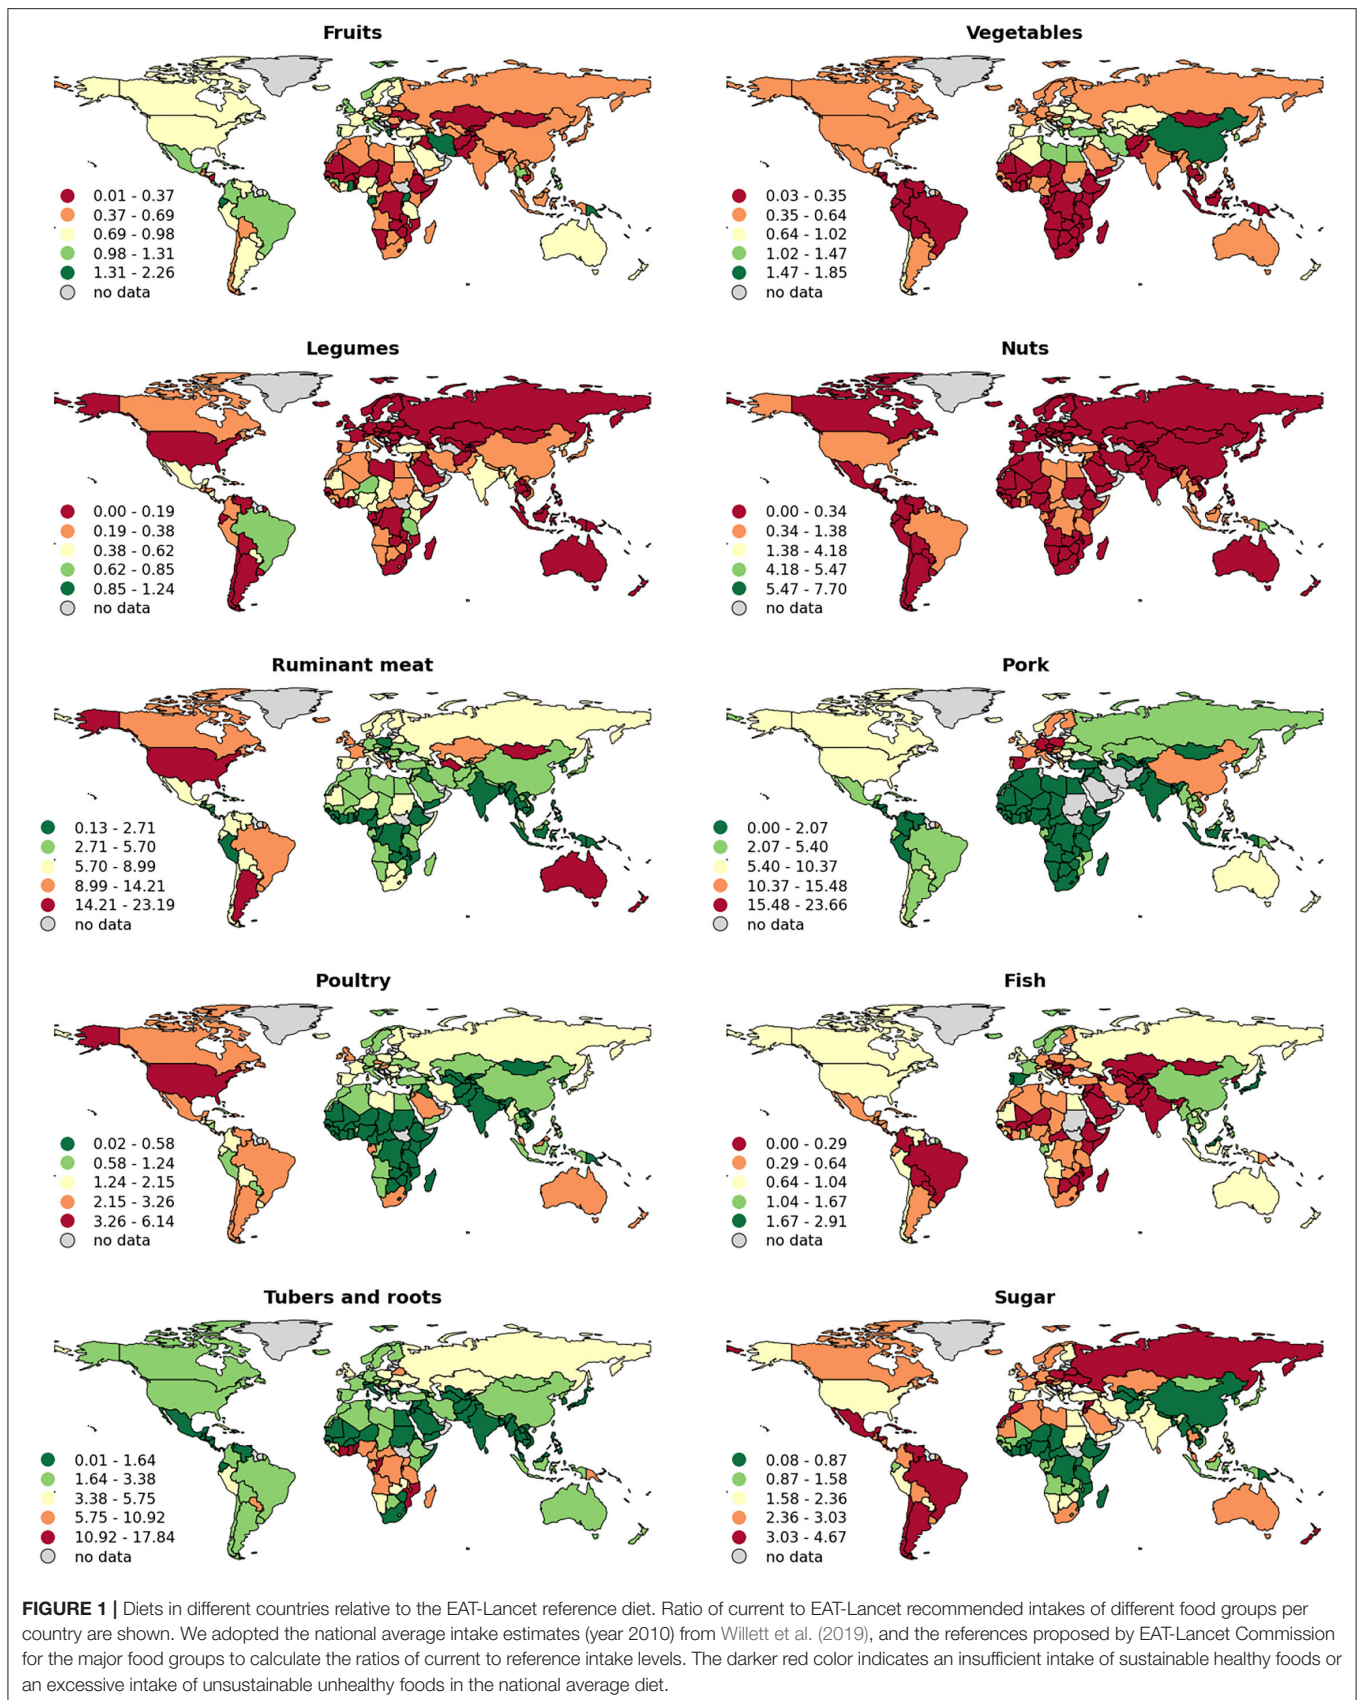 Fruits
0.01 - 0.37
0.37 - 0.69
0.69 - 0.98
0.98 - 1.31
1.31 - 2.26
no data
Vegetables
0.03 - 0.35
0.35 - 0.64
0.64 - 1.02
1.02 - 1.47
1.47 - 1.85
no data
Legumes
0.00 - 0.19
0.19 - 0.38
0.38 - 0.62
0.62 - 0.85
0.85 - 1.24
no data
Nuts
0.00 - 0.34
0.34 - 1.38
1.38 - 4.18
4.18 - 5.47
5.47 - 7.70
no data
Ruminant meat
0.13 - 2.71
2.71 - 5.70
5.70 - 8.99
8.99 - 14.21
14.21 - 23.19
no data
Pork
0.00 - 2.07
2.07 - 5.40
5.40 - 10.37
10.37 - 15.48
15.48 - 23.66
no data
Poultry
0.02 - 0.58
0.58 - 1.24
1.24 - 2.15
2.15 - 3.26
3.26 - 6.14
no data
Fish
0.00 - 0.29
0.29 - 0.64
0.64 - 1.04
1.04 - 1.67
1.67 - 2.91
no data
Tubers and roots
0.01 - 1.64
1.64 - 3.38
3.38 - 5.75
5.75 - 10.92
10.92 - 17.84
no data
Sugar
0.08 - 0.87
0.87 - 1.58
1.58 - 2.36
2.36 - 3.03
3.03 - 4.67
no data
FIGURE 1 | Diets in different countries relative to the EAT-Lancet reference diet. Ratio of current to EAT-Lancet recommended intakes of different food groups per
country are shown. We adopted the national average intake estimates (year 2010) from Willett et al. (2019), and the references proposed by EAT-Lancet Commission
for the major food groups to calculate the ratios of current to reference intake levels. The darker red color indicates an insufficient intake of sustainable healthy foods or
an excessive intake of unsustainable unhealthy foods in the national average diet.